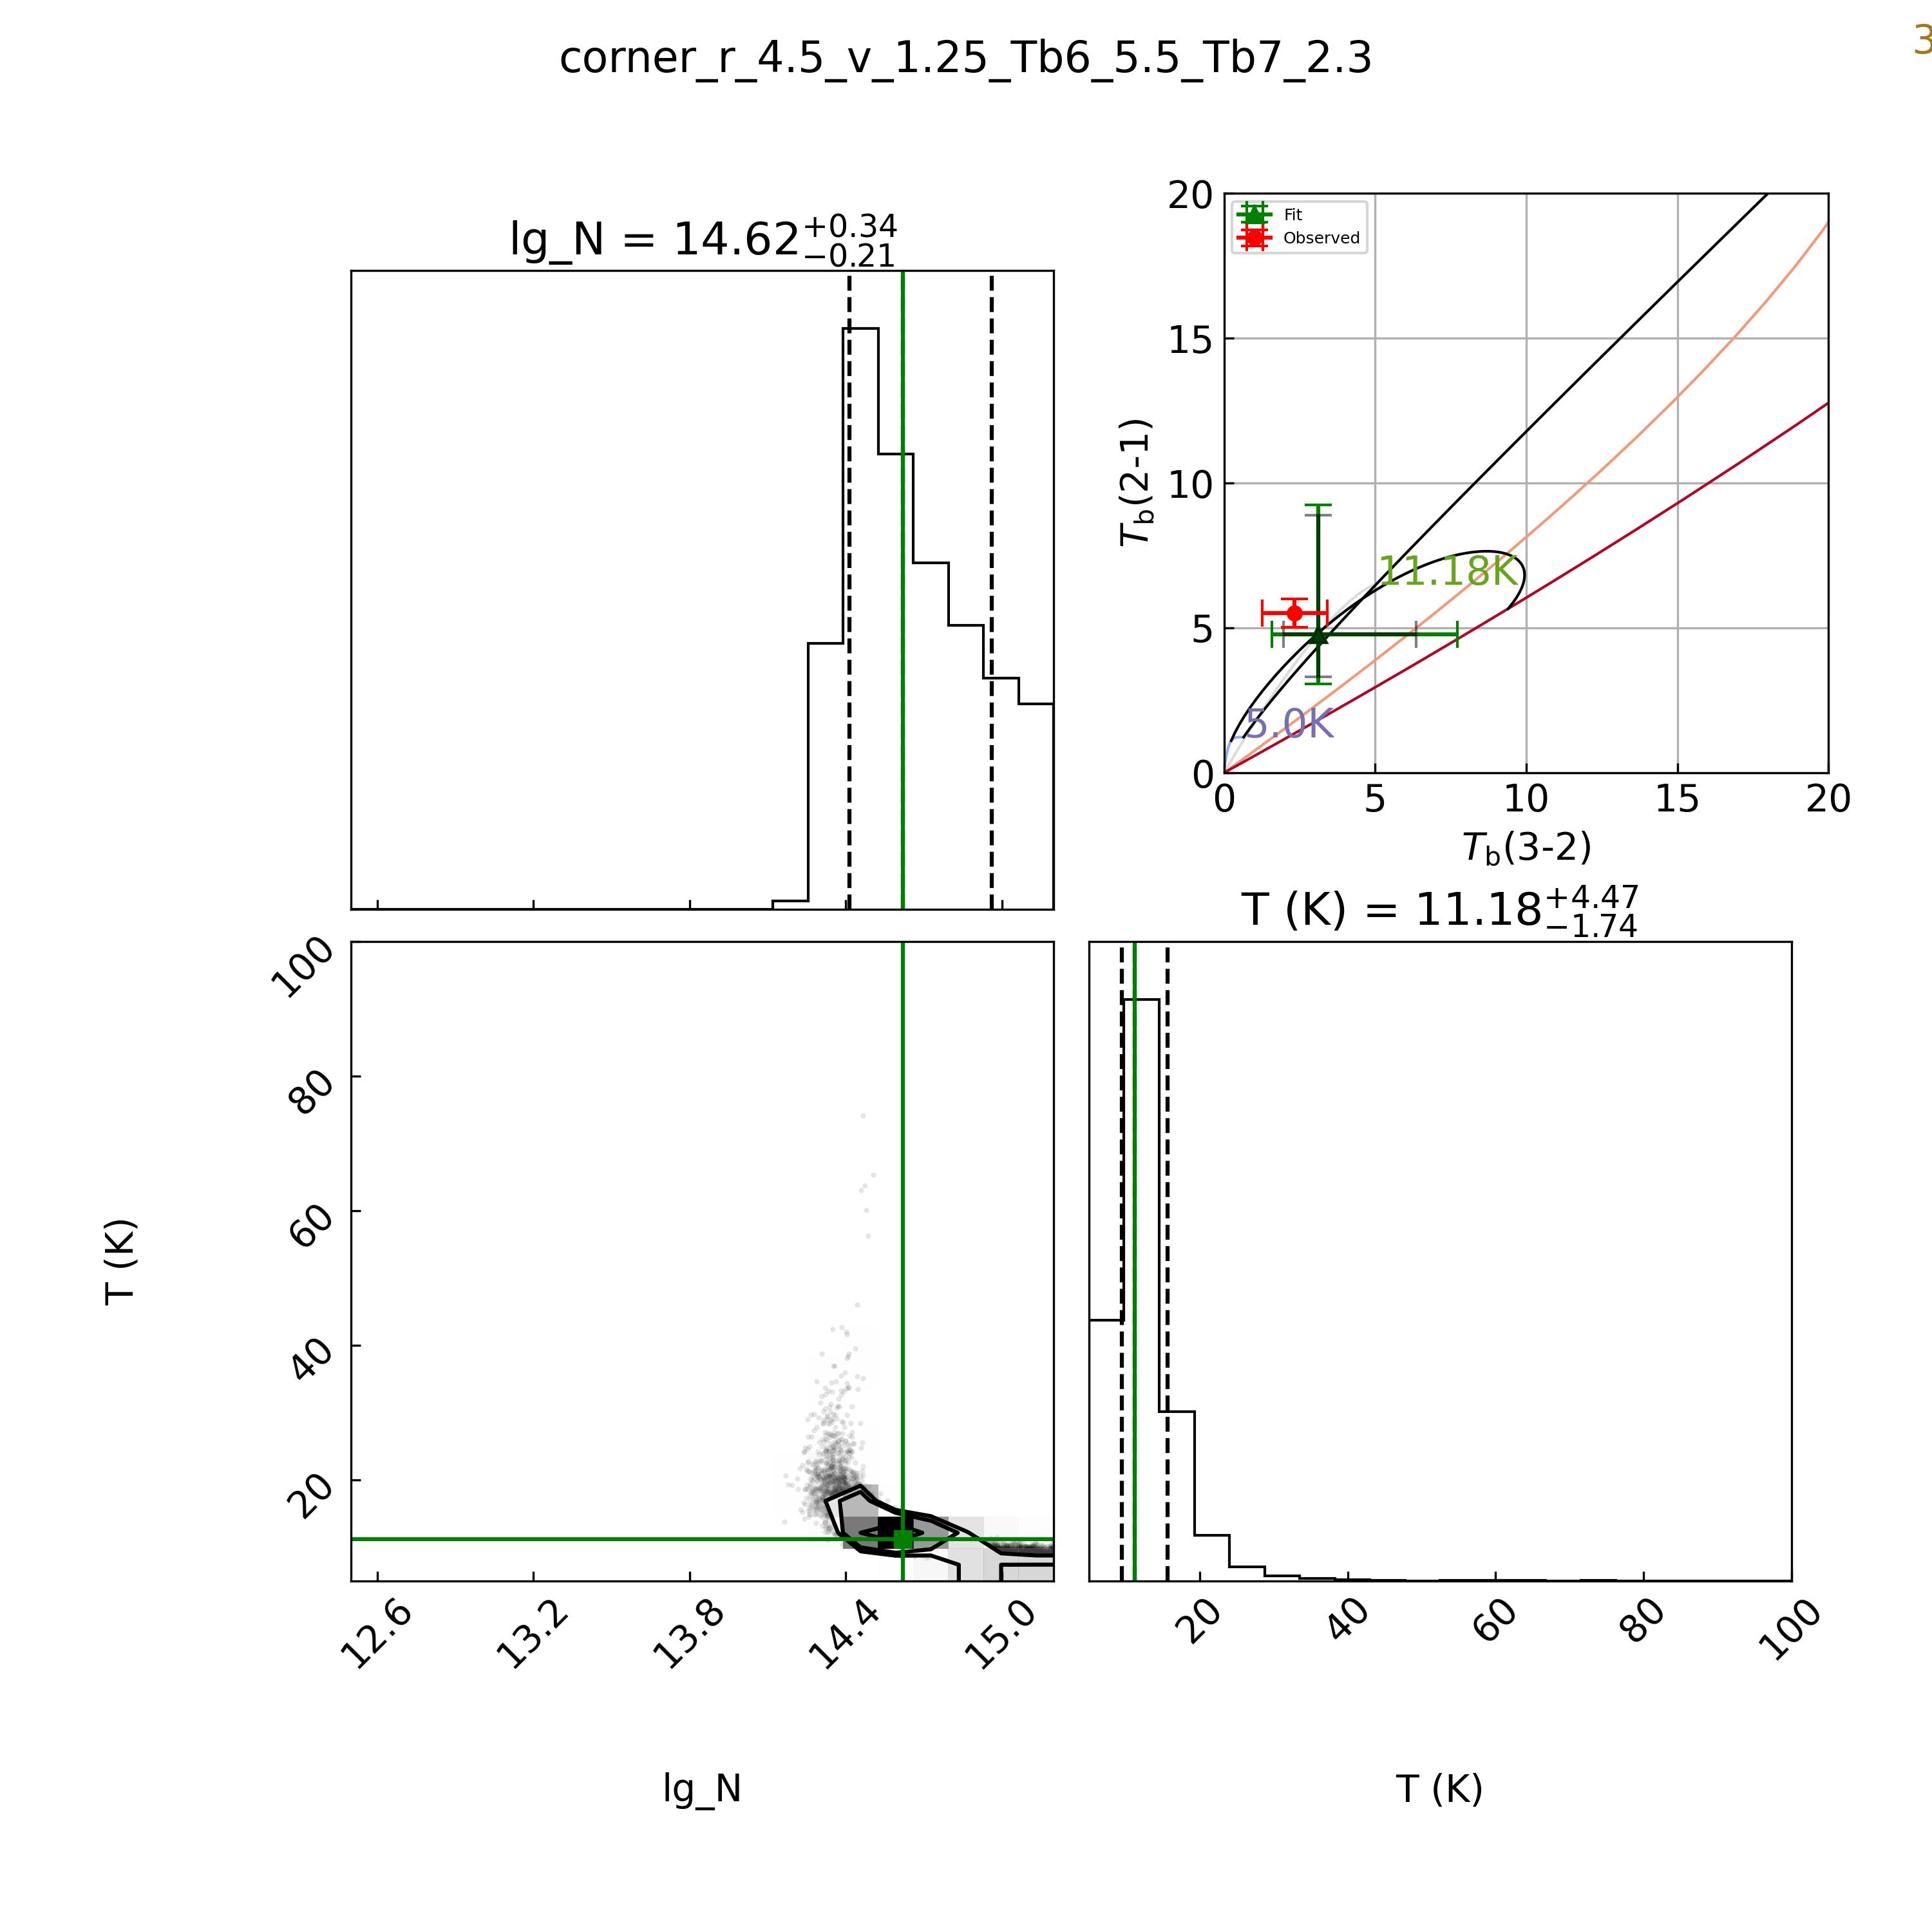 corner_r_4.5_v_1.25_Tb6_5.5_Tb7_2.3
3
lg_N = 14.62+0.34−0.21
20
15
10
5
0
Tb(2-1)
Fit
Observed
11.18K
5.0K
0 5 10 15 20
Tb(3-2)
T (K) = 11.18+4.47−1.74
100
80
60
40
20
T (K)
12.6 13.2 13.8 14.4 15.0
lg_N
20 40 60 80 100
T (K)